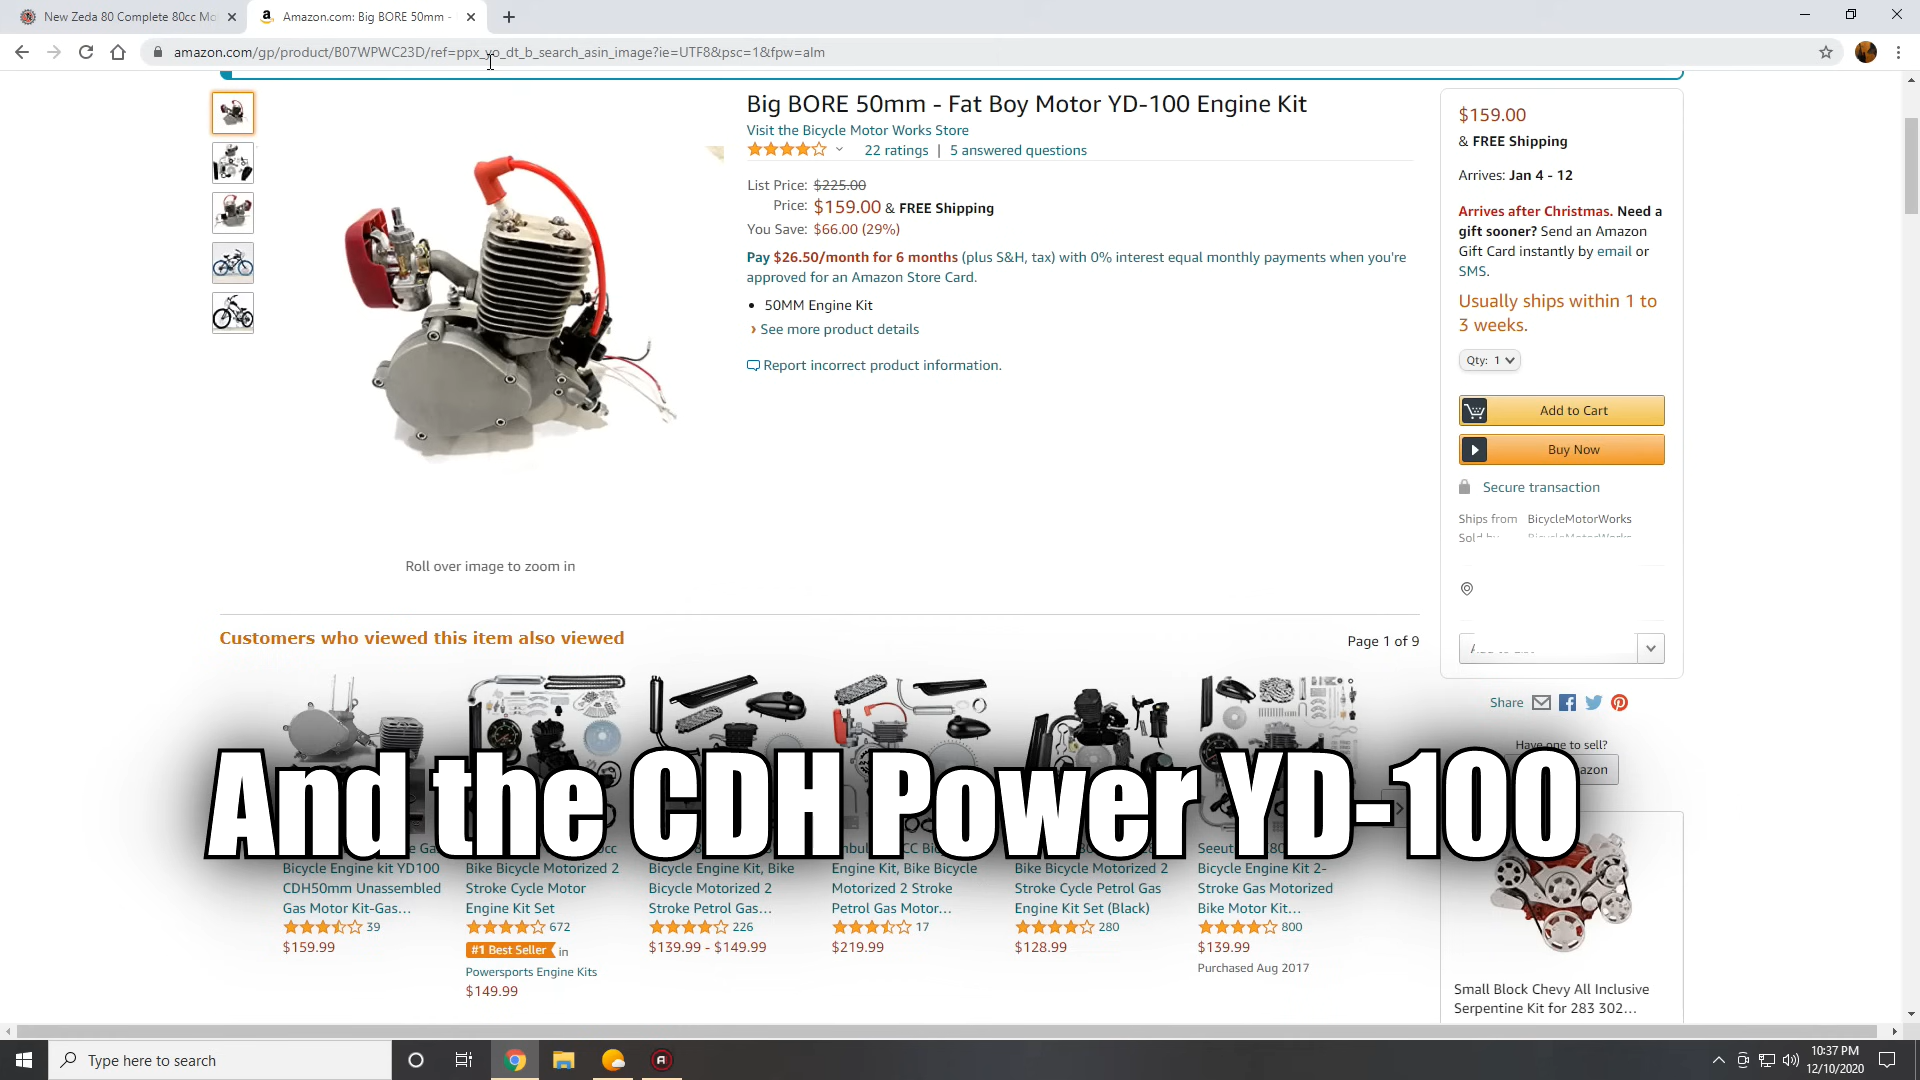 New Zeda 80 Complete 80cc Mo
Amazon.com: Big BORE 50mm -
amazon.com/gp/product/B07WPWC23D/ref=ppx_yo_dt_b_search_asin_image?ie=UTF8&psc=1&fpw=alm
Big BORE 50mm - Fat Boy Motor YD-100 Engine Kit
Visit the Bicycle Motor Works Store
22 ratings | 5 answered questions
List Price: $225.00
Price: $159.00 & FREE Shipping
You Save: $66.00 (29%)
Pay $26.50/month for 6 months (plus S&H, tax) with 0% interest equal monthly payments when you're
approved for an Amazon Store Card.
• 50MM Engine Kit
› See more product details
Report incorrect product information.
Roll over image to zoom in
$159.00
& FREE Shipping
Arrives: Jan 4 - 12
Arrives after Christmas. Need a
gift sooner? Send an Amazon
Gift Card instantly by email or
SMS.
Usually ships within 1 to
3 weeks.
Qty: 1
Add to Cart
Buy Now
Secure transaction
Ships from BicycleMotorWorks
Sold by BicycleMotorWorks
Share
Have one to sell?
Customers who viewed this item also viewed
Page 1 of 9
And the CDH Power YD-100
Bicycle Engine kit YD100
CDH50mm Unassembled
Gas Motor Kit-Gas…
39
$159.99
Bike Bicycle Motorized 2
Stroke Cycle Motor
Engine Kit Set
672
#1 Best Seller in
Powersports Engine Kits
$149.99
Bicycle Engine Kit, Bike
Bicycle Motorized 2
Stroke Petrol Gas…
226
$139.99 - $149.99
Engine Kit, Bike Bicycle
Motorized 2 Stroke
Petrol Gas Motor…
17
$219.99
Bike Bicycle Motorized 2
Stroke Cycle Petrol Gas
Engine Kit Set (Black)
280
$128.99
Bicycle Engine Kit 2-
Stroke Gas Motorized
Bike Motor Kit…
800
$139.99
Purchased Aug 2017
Small Block Chevy All Inclusive
Serpentine Kit for 283 302…
Type here to search
10:37 PM
12/10/2020